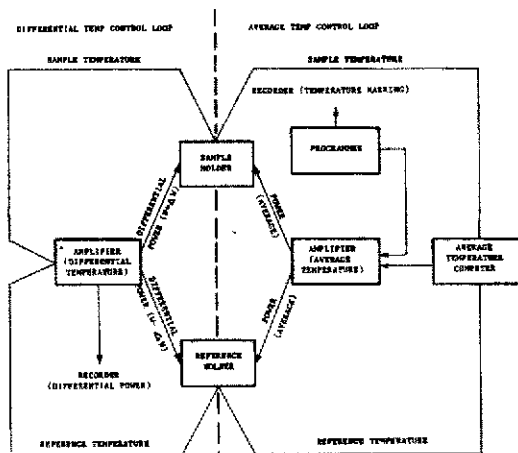 DIFFERENTIAL TEMP CONTROL LOOP
AVERAGE TEMP CONTROL LOOP
SAMPLE TEMPERATURE
SAMPLE TEMPERATURE
RECORDER (TEMPERATURE MARKING)
SAMPLE
HOLDER
PROGRAMMER
DIFFERENTIAL
POWER (W+ΔW)
POWER
(AVERAGE)
AMPLIFIER
(DIFFERENTIAL
TEMPERATURE)
AMPLIFIER
(AVERAGE
TEMPERATURE)
AVERAGE
TEMPERATURE
COMPUTER
DIFFERENTIAL
POWER (W- ΔW)
POWER
(AVERAGE)
REFERENCE
HOLDER
RECORDER
(DIFFERENTIAL POWER)
REFERENCE TEMPERATURE
REFERENCE TEMPERATURE